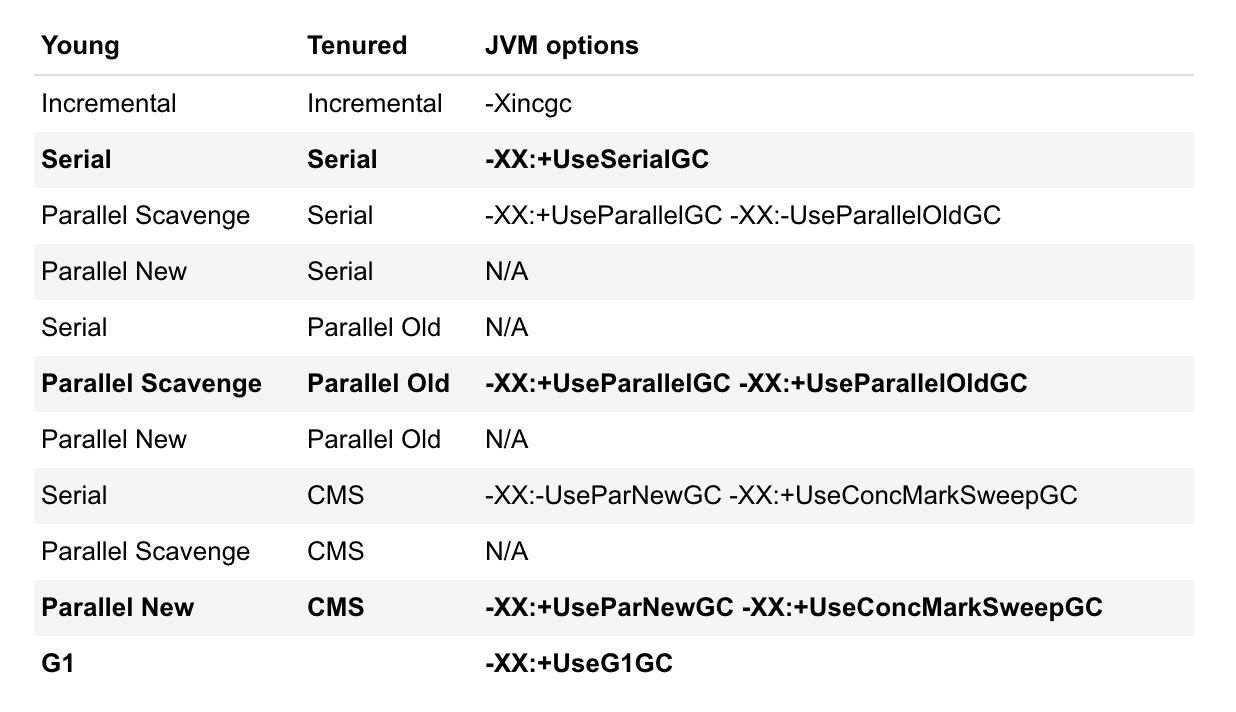 Young Tenured JVM options
Incremental Incremental -Xincgc
Serial Serial -XX:+UseSerialGC
Parallel Scavenge Serial -XX:+UseParallelGC -XX:-UseParallelOldGC
Parallel New Serial N/A
Serial Parallel Old N/A
Parallel Scavenge Parallel Old -XX:+UseParallelGC -XX:+UseParallelOldGC
Parallel New Parallel Old N/A
Serial CMS -XX:-UseParNewGC -XX:+UseConcMarkSweepGC
Parallel Scavenge CMS N/A
Parallel New CMS -XX:+UseParNewGC -XX:+UseConcMarkSweepGC
G1 -XX:+UseG1GC